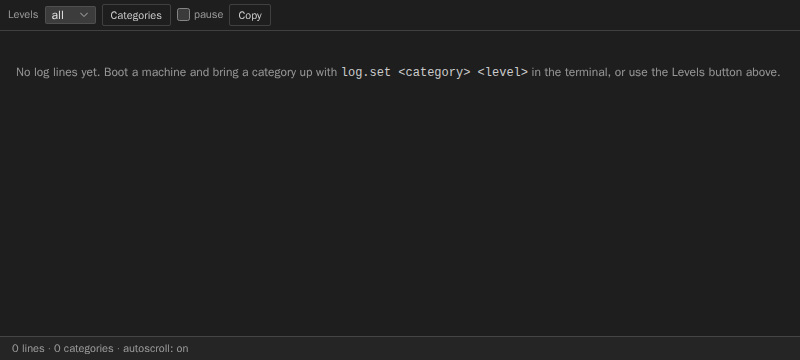 Levels all Categories pause Copy
No log lines yet. Boot a machine and bring a category up with log.set <category> <level> in the terminal, or use the Levels button above.
0 lines · 0 categories · autoscroll: on